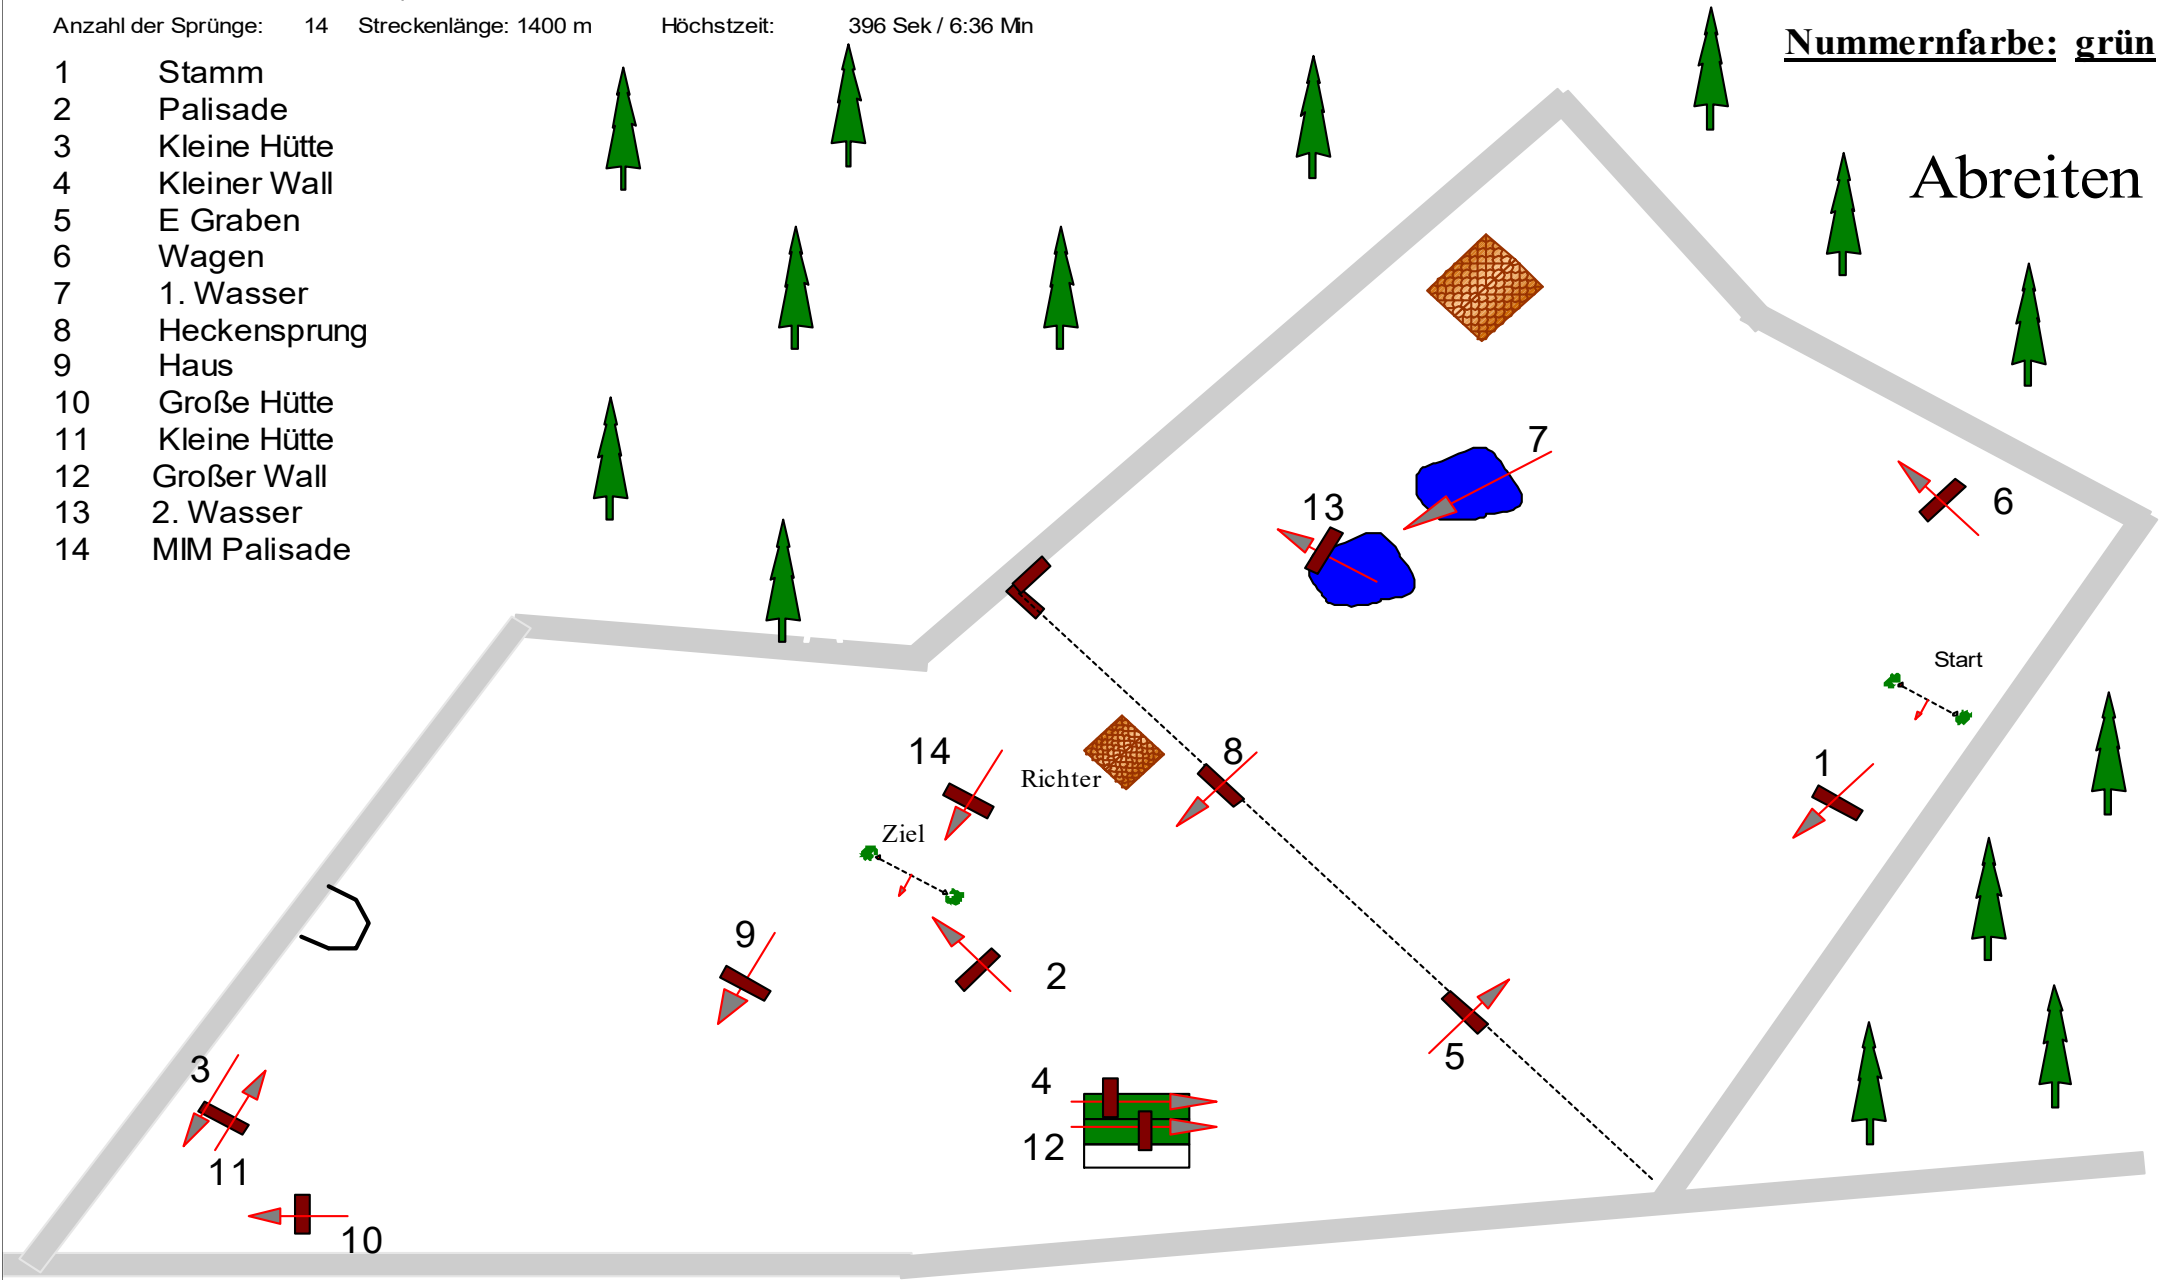 Anzahl der Sprünge: 14 Streckenlänge: 1400 m Höchstzeit: 396 Sek / 6:36 Min
Nummernfarbe: grün
1 Stamm
2 Palisade
3 Kleine Hütte
4 Kleiner Wall
5 E Graben
6 Wagen
7 1. Wasser
8 Heckensprung
9 Haus
10 Große Hütte
11 Kleine Hütte
12 Großer Wall
13 2. Wasser
14 MIM Palisade
Abreiten
7
13
6
Start
14
Richter
8
1
Ziel
9
2
5
3
4
12
11
10